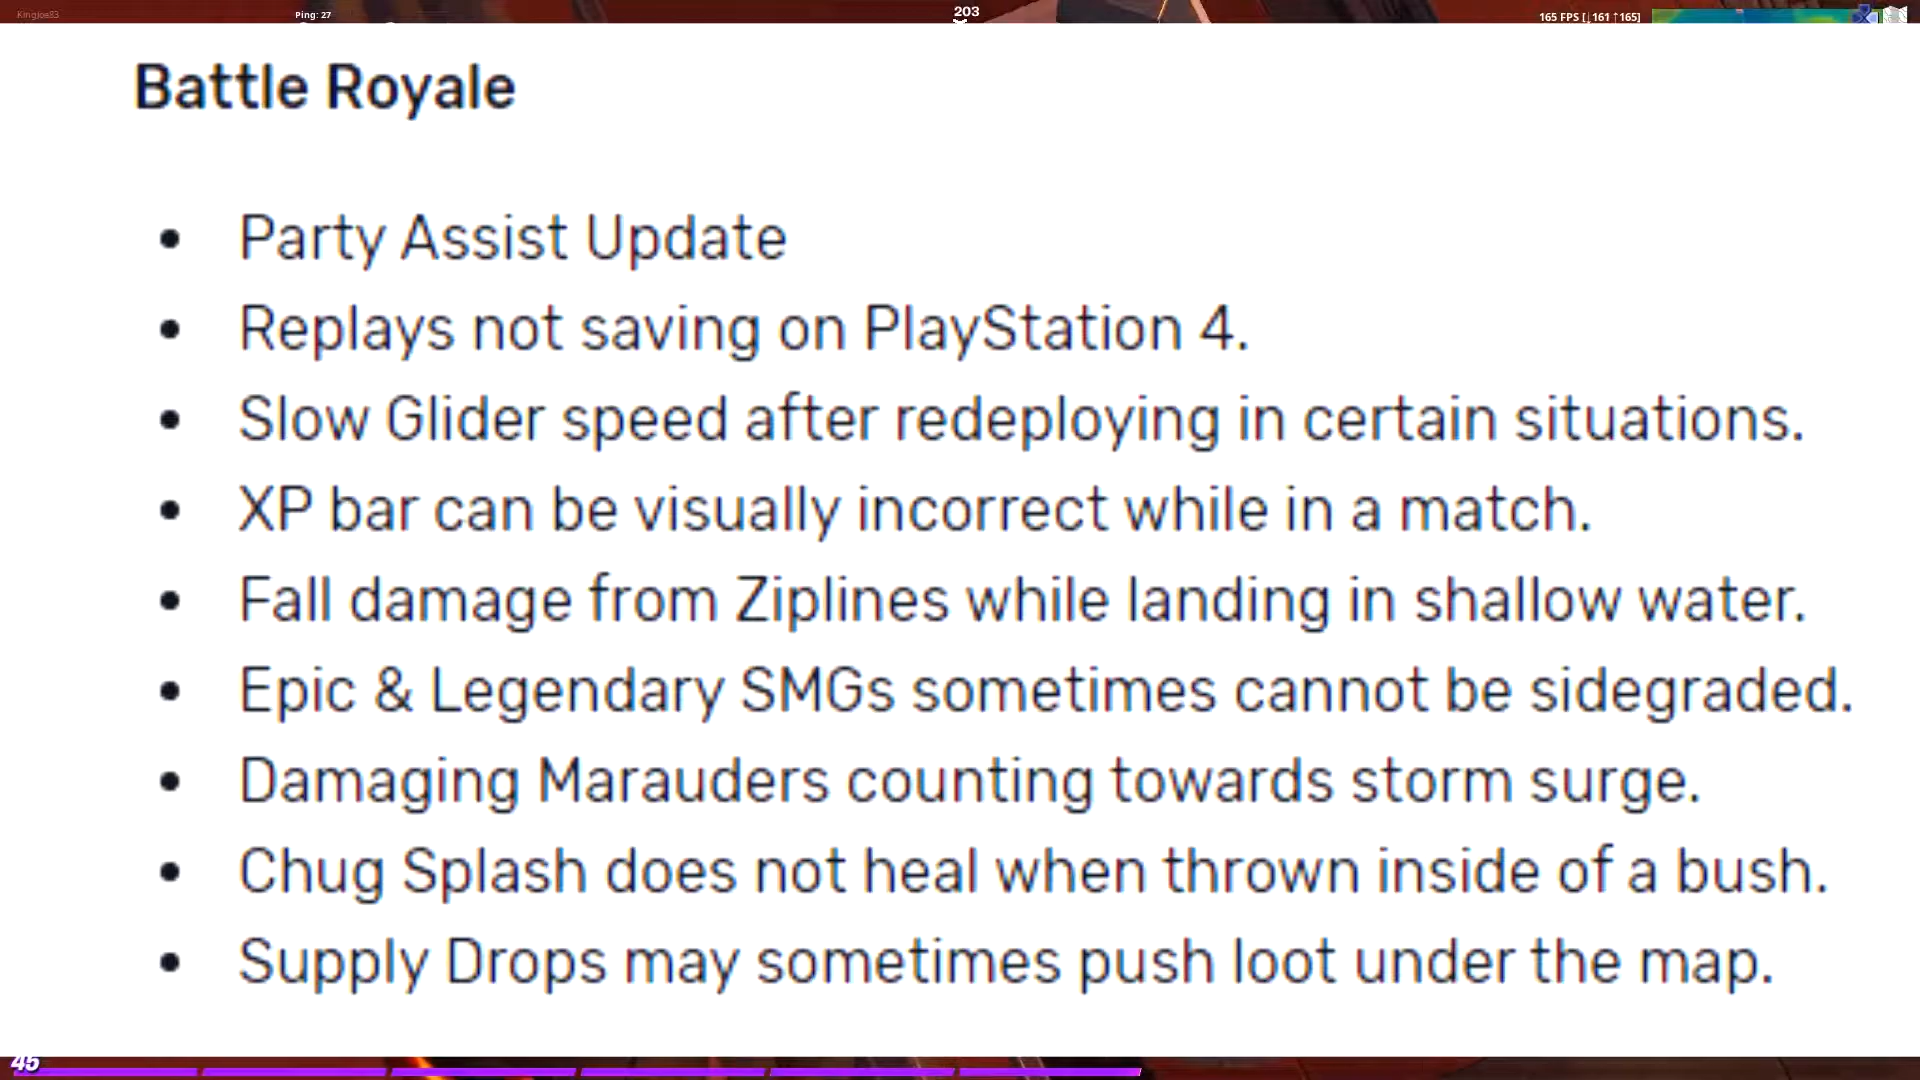 Kingjoe83
Ping: 27
203
165 FPS [↓161 ↑165]
Battle Royale
• Party Assist Update
• Replays not saving on PlayStation 4.
• Slow Glider speed after redeploying in certain situations.
• XP bar can be visually incorrect while in a match.
• Fall damage from Ziplines while landing in shallow water.
• Epic & Legendary SMGs sometimes cannot be sidegraded.
• Damaging Marauders counting towards storm surge.
• Chug Splash does not heal when thrown inside of a bush.
• Supply Drops may sometimes push loot under the map.
45